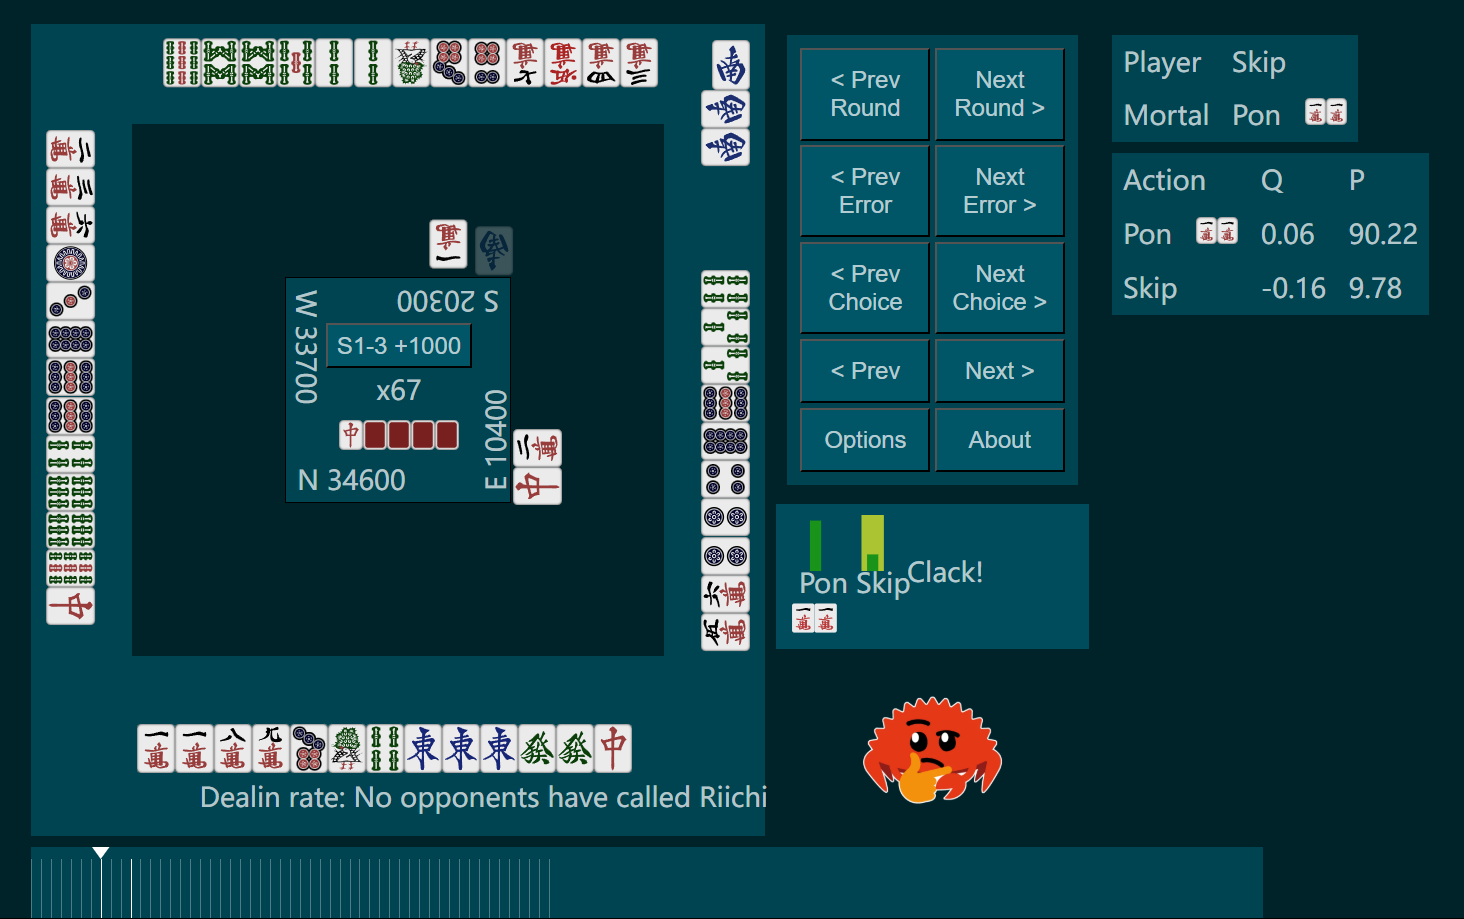 < Prev Round
Next Round >
< Prev Error
Next Error >
< Prev Choice
Next Choice >
< Prev
Next >
Options
About
Player Skip
Mortal Pon
Action Q P
Pon 0.06 90.22
Skip -0.16 9.78
S 20300
W 33700
S1-3 +1000
x67
E 10400
N 34600
Pon Skip
Clack!
Dealin rate: No opponents have called Riichi